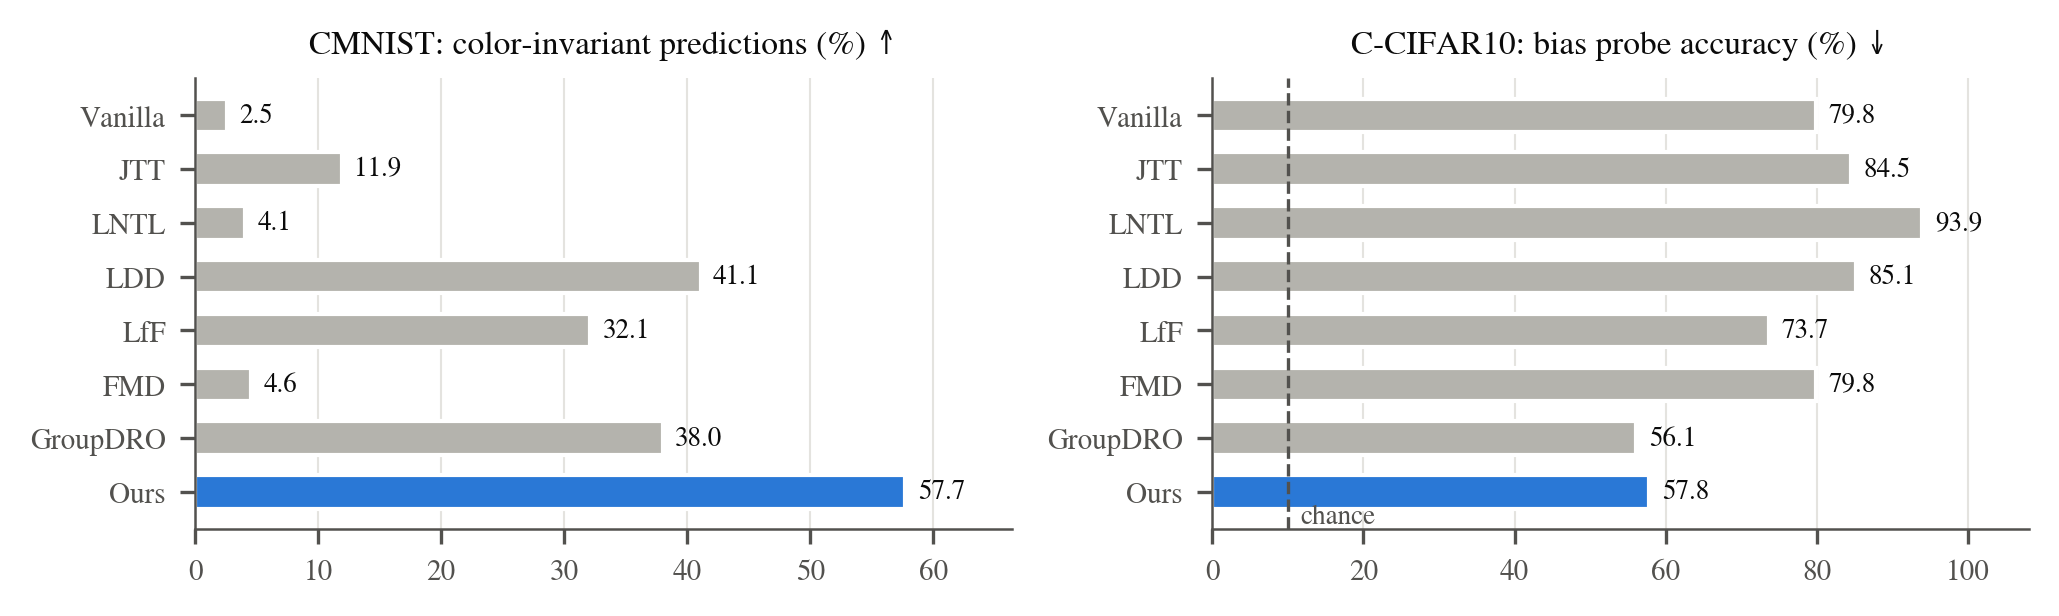 CMNIST: color-invariant predictions (%) ↑
Vanilla 2.5
JTT 11.9
LNTL 4.1
LDD 41.1
LfF 32.1
FMD 4.6
GroupDRO 38.0
Ours 57.7
0 10 20 30 40 50 60
C-CIFAR10: bias probe accuracy (%) ↓
Vanilla 79.8
JTT 84.5
LNTL 93.9
LDD 85.1
LfF 73.7
FMD 79.8
GroupDRO 56.1
Ours 57.8
chance
0 20 40 60 80 100